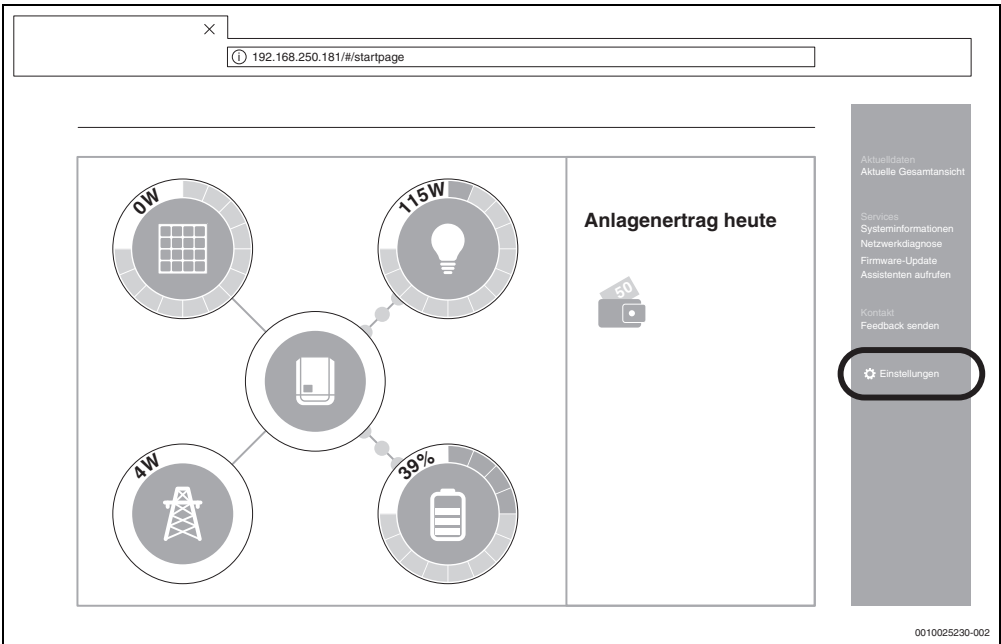 192.168.250.181/#/startpage
0W
115W
4W
39%
Anlagenertrag heute
50
Aktuelldaten
Aktuelle Gesamtansicht
Services
Systeminformationen
Netzwerkdiagnose
Firmware-Update
Assistenten aufrufen
Kontakt
Feedback senden
Einstellungen
0010025230-002